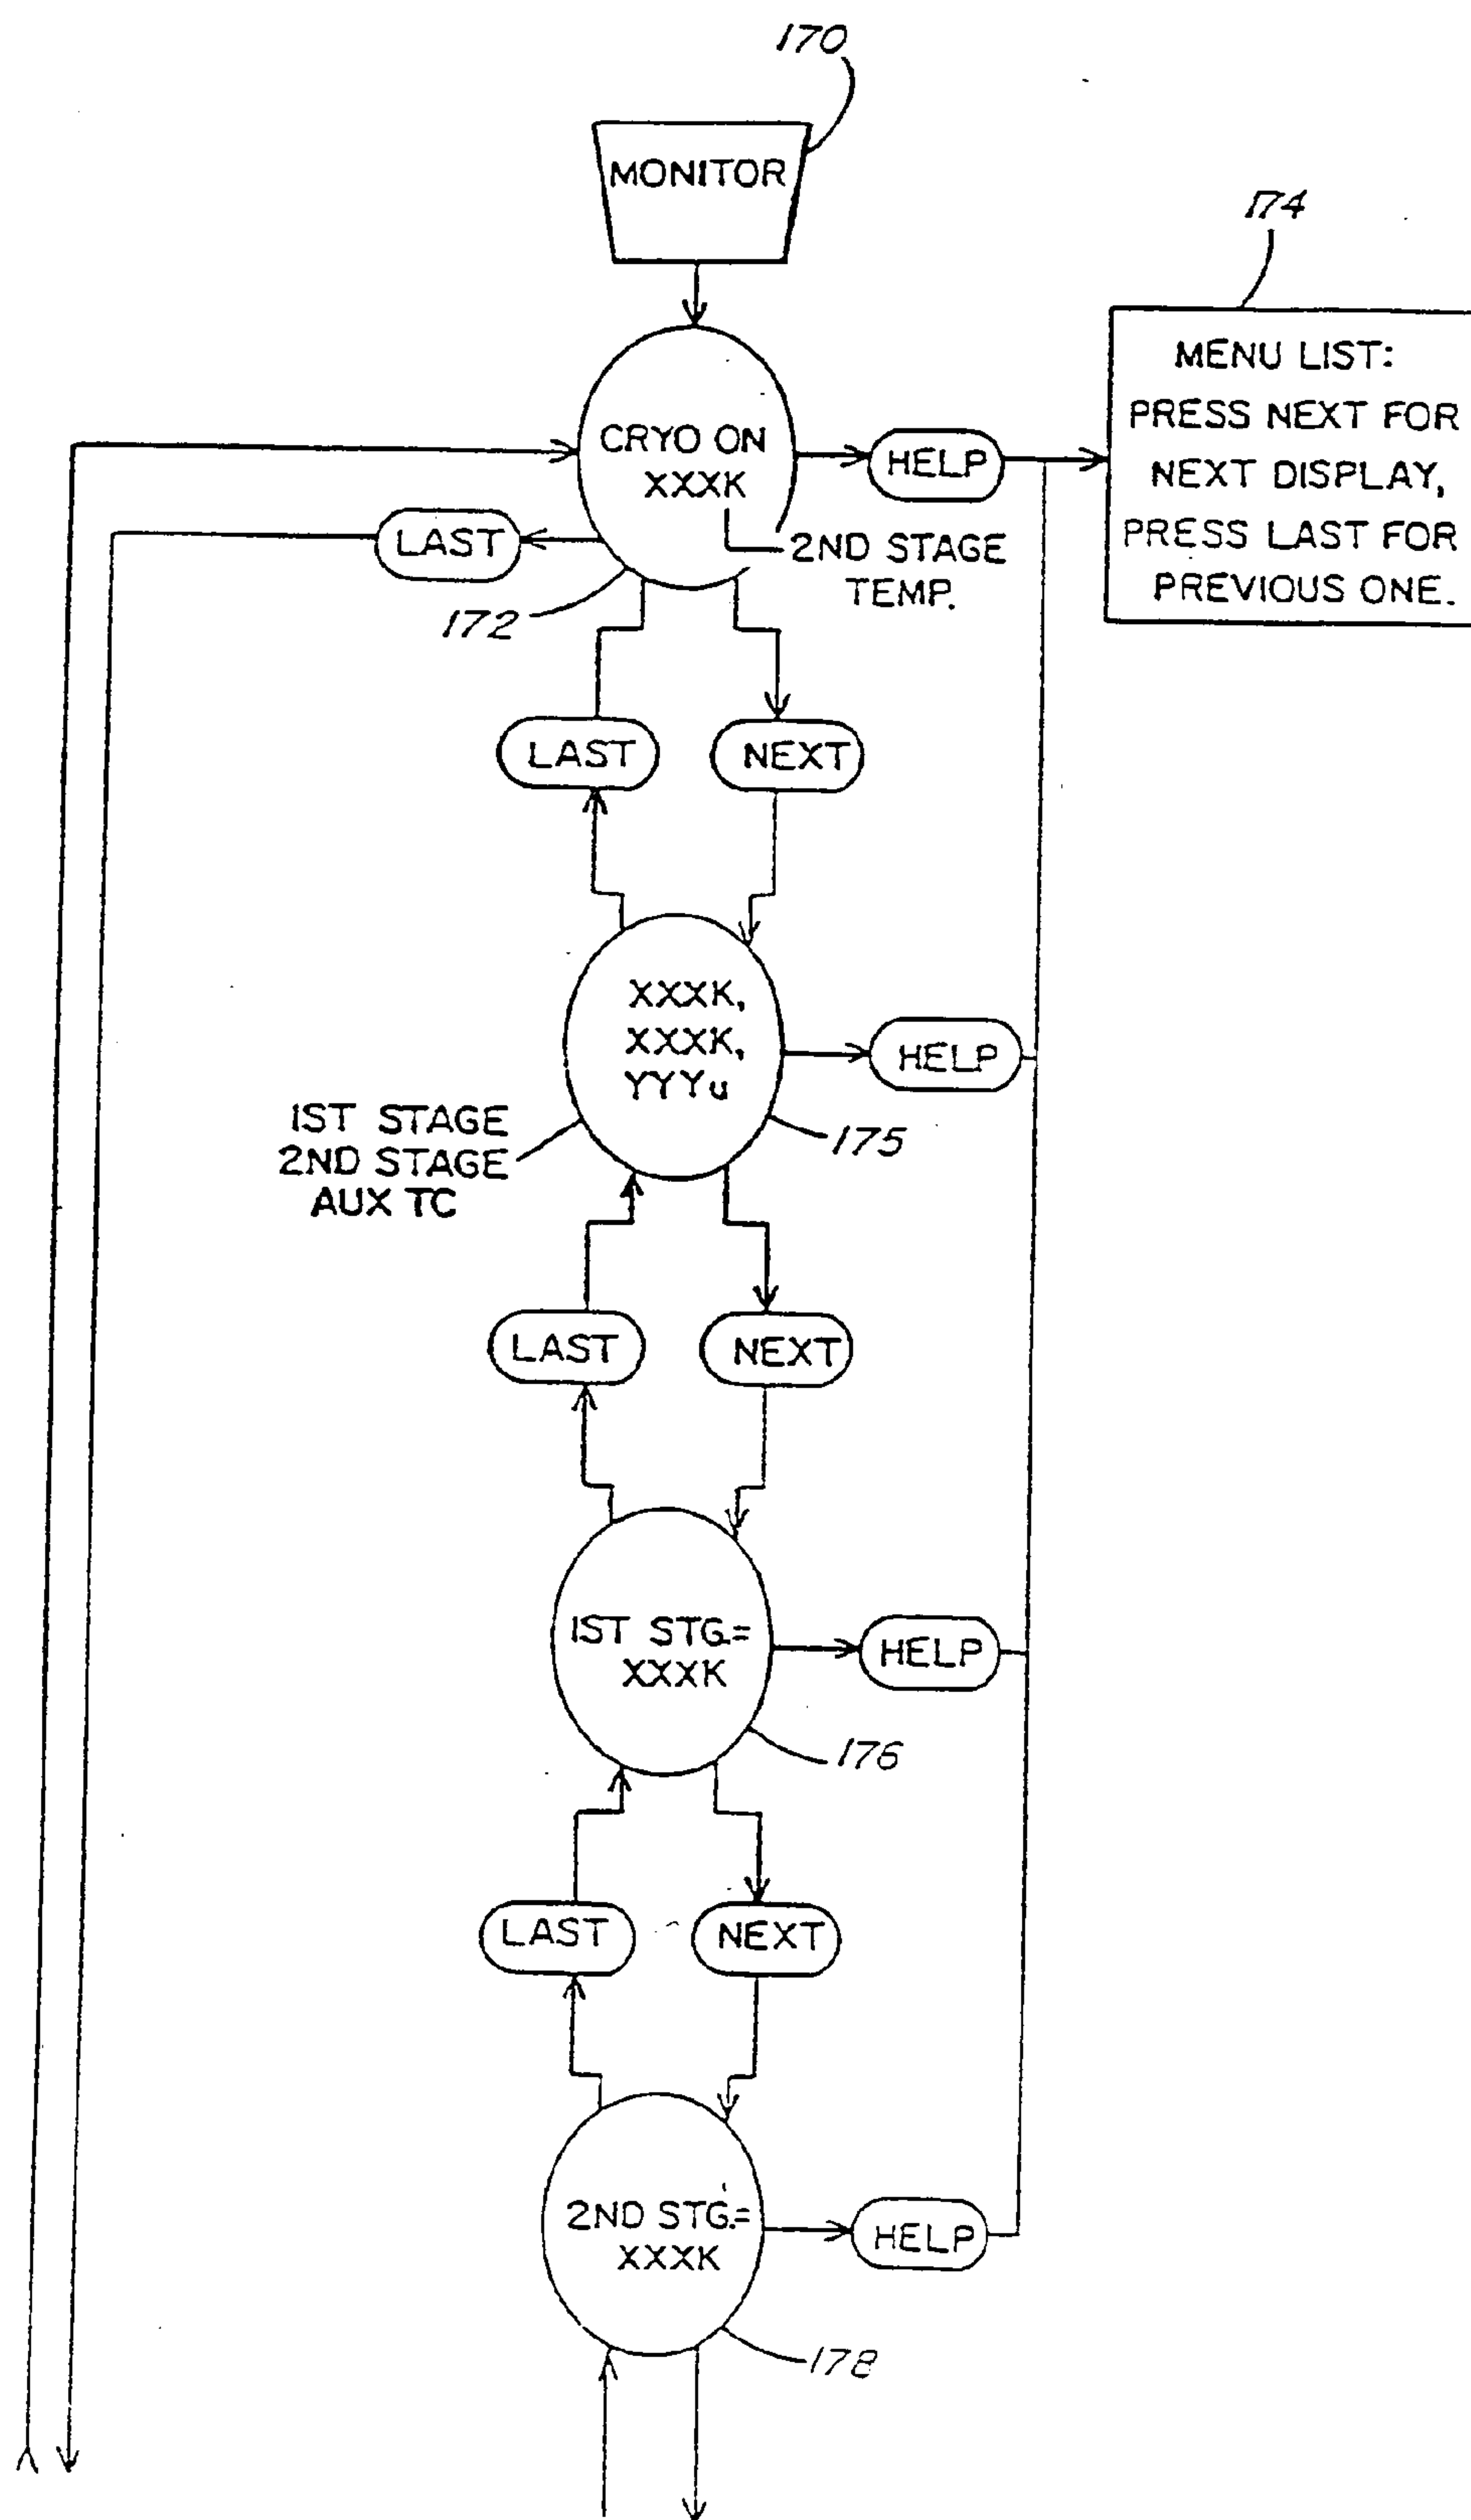 170
MONITOR
174
MENU LIST:
PRESS NEXT FOR
NEXT DISPLAY,
PRESS LAST FOR
PREVIOUS ONE.
CRYO ON
XXXK
HELP
LAST
2ND STAGE
TEMP.
172
LAST
NEXT
XXXK,
XXXK,
YYYu
HELP
1ST STAGE
2ND STAGE
AUX TC
175
LAST
NEXT
1ST STG.=
XXXK
HELP
176
LAST
NEXT
2ND STG.=
XXXK
HELP
178